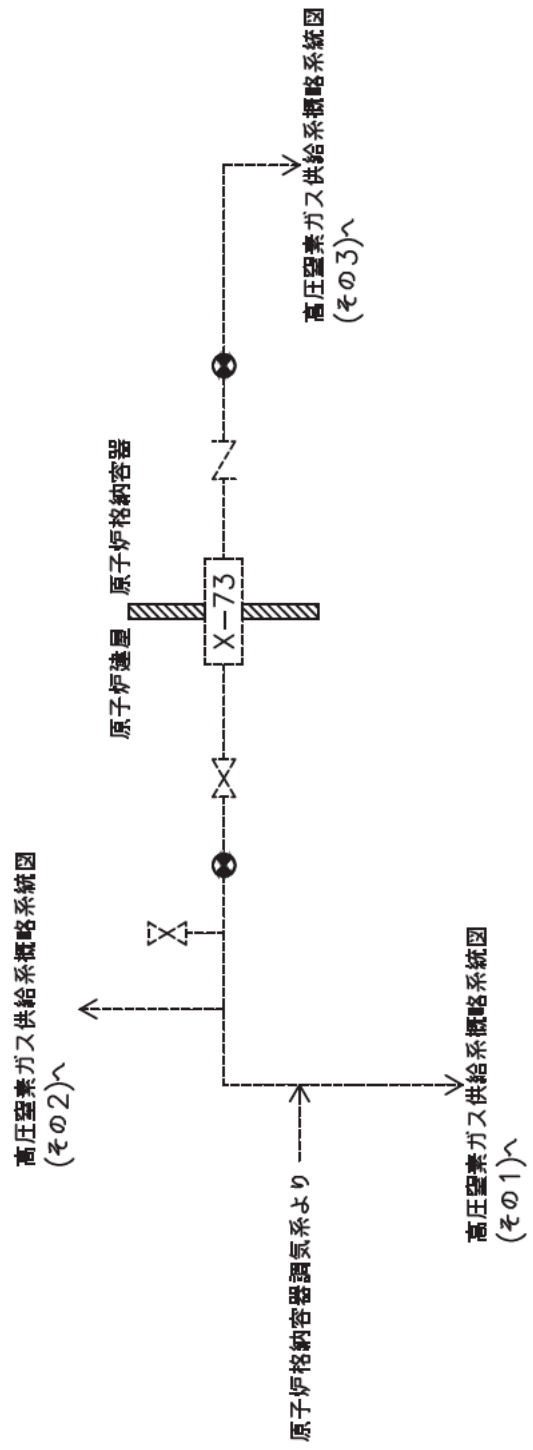 高圧窒素ガス供給系概略系統図
(その2)へ
原子炉建屋
原子炉格納容器
X-73
高圧窒素ガス供給系概略系統図
(その3)へ
原子炉格納容器調気系より
高圧窒素ガス供給系概略系統図
(その1)へ